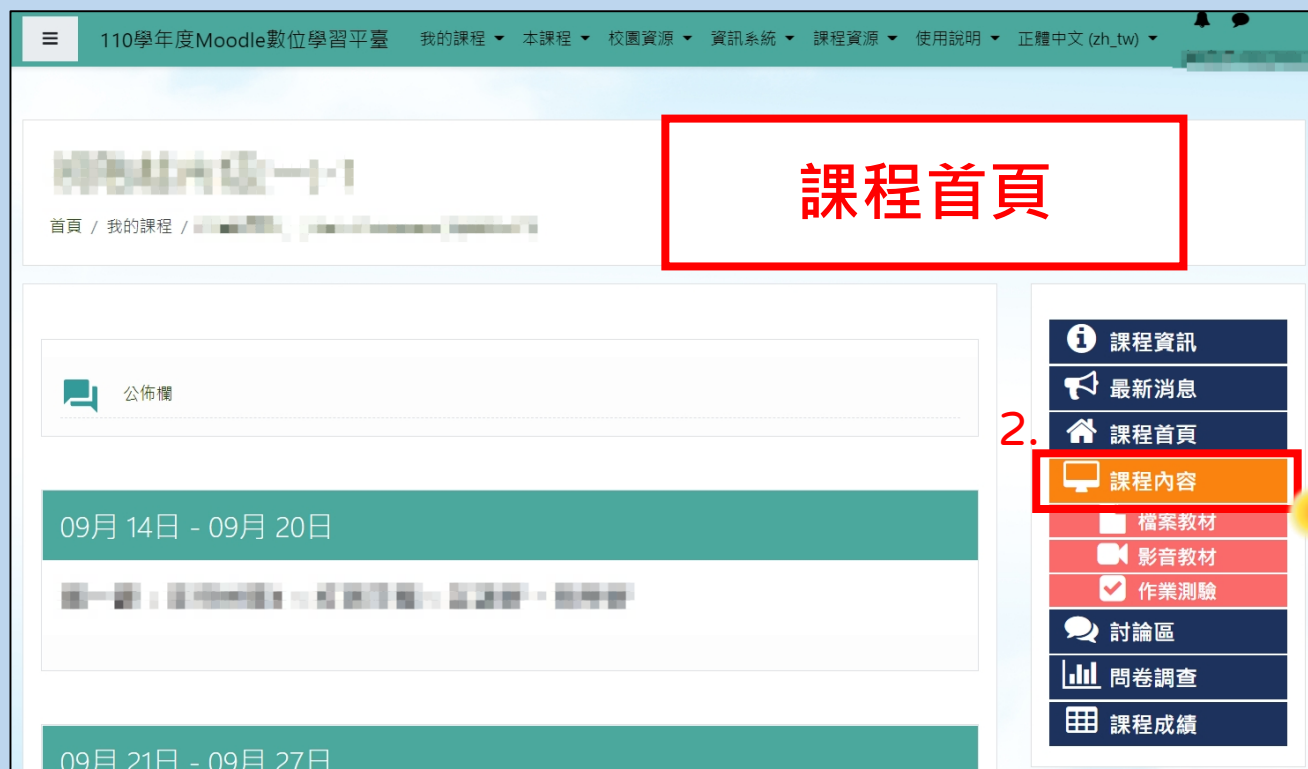 110學年度Moodle數位學習平臺 我的課程 本課程 校園資源 資訊系統 課程資源 使用說明 正體中文 (zh_tw)
課程首頁
首頁 / 我的課程 /
公佈欄
09月 14日 - 09月 20日
09月 21日 - 09月 27日
課程資訊
最新消息
課程首頁
2.
課程內容
檔案教材
影音教材
作業測驗
討論區
問卷調查
課程成績